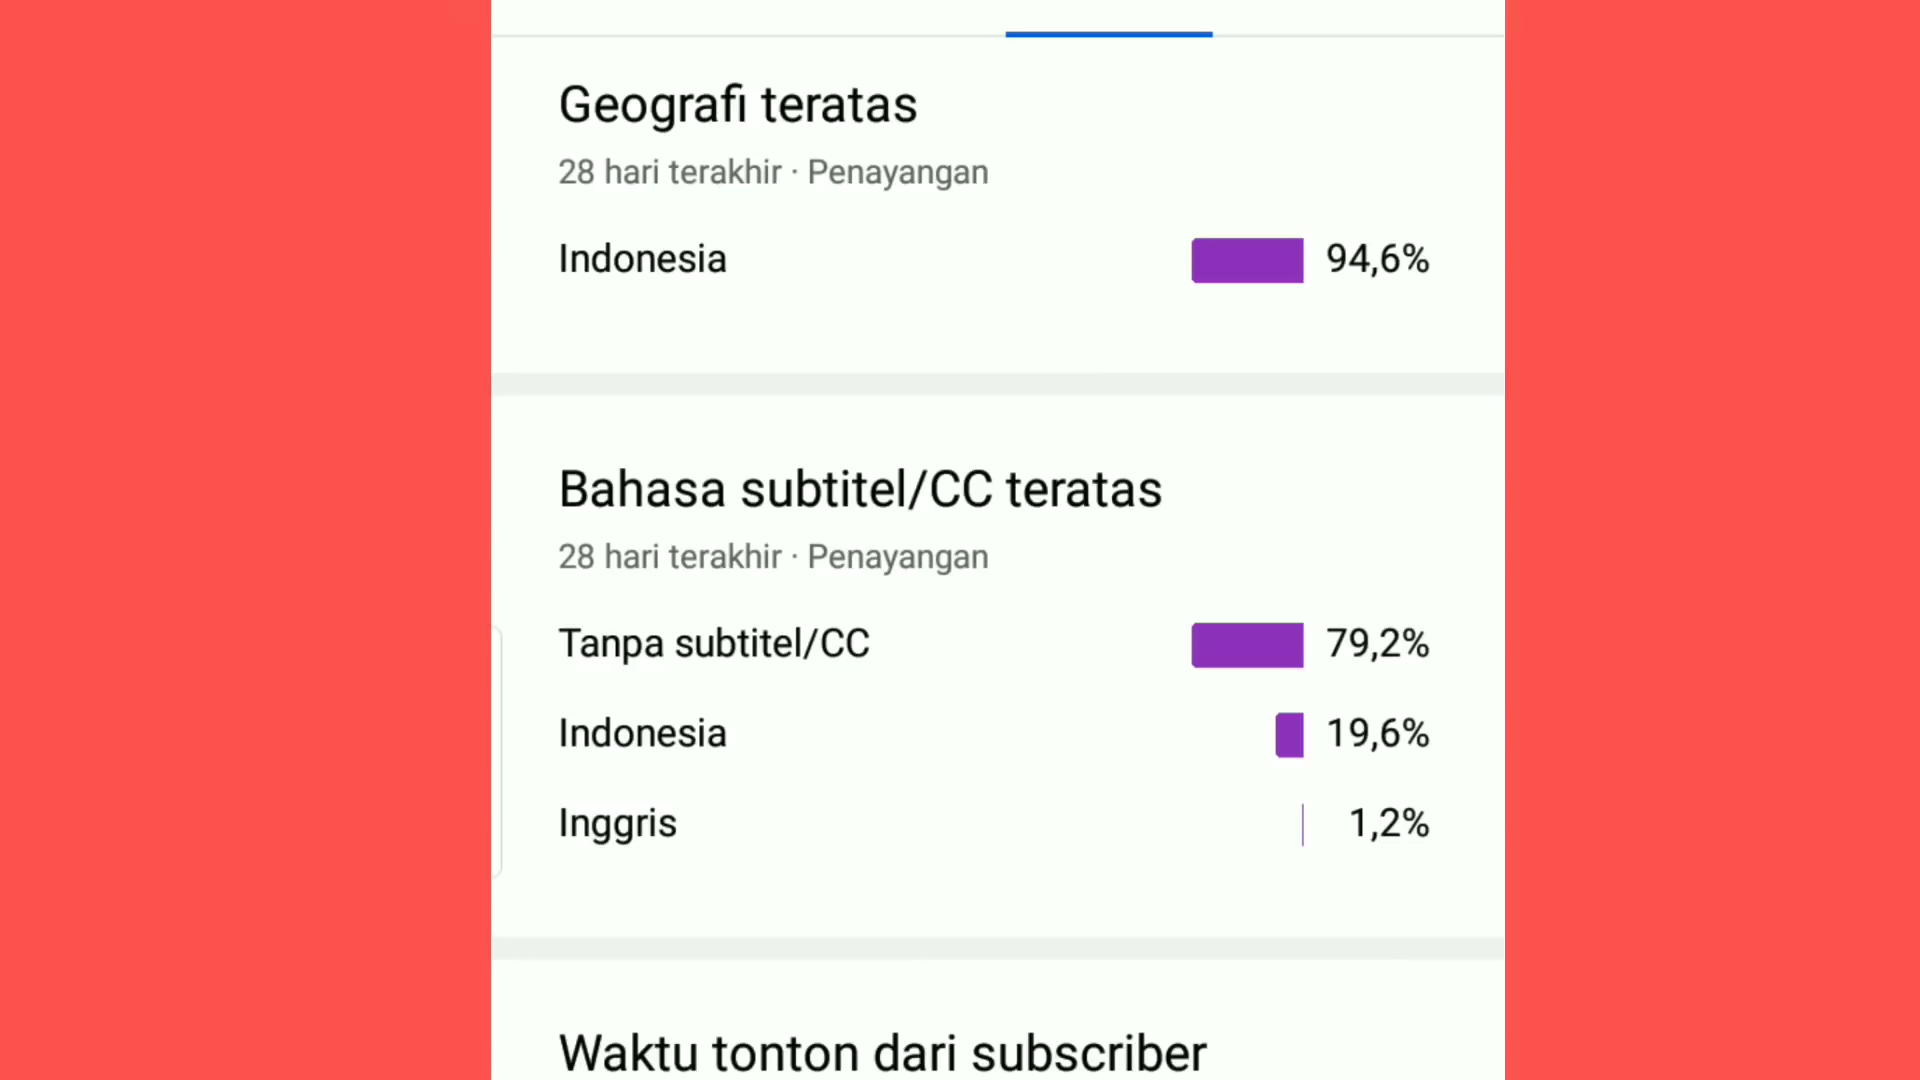 Geografi teratas
28 hari terakhir · Penayangan
Indonesia 94,6%
Bahasa subtitel/CC teratas
28 hari terakhir · Penayangan
Tanpa subtitel/CC 79,2%
Indonesia 19,6%
Inggris 1,2%
Waktu tonton dari subscriber